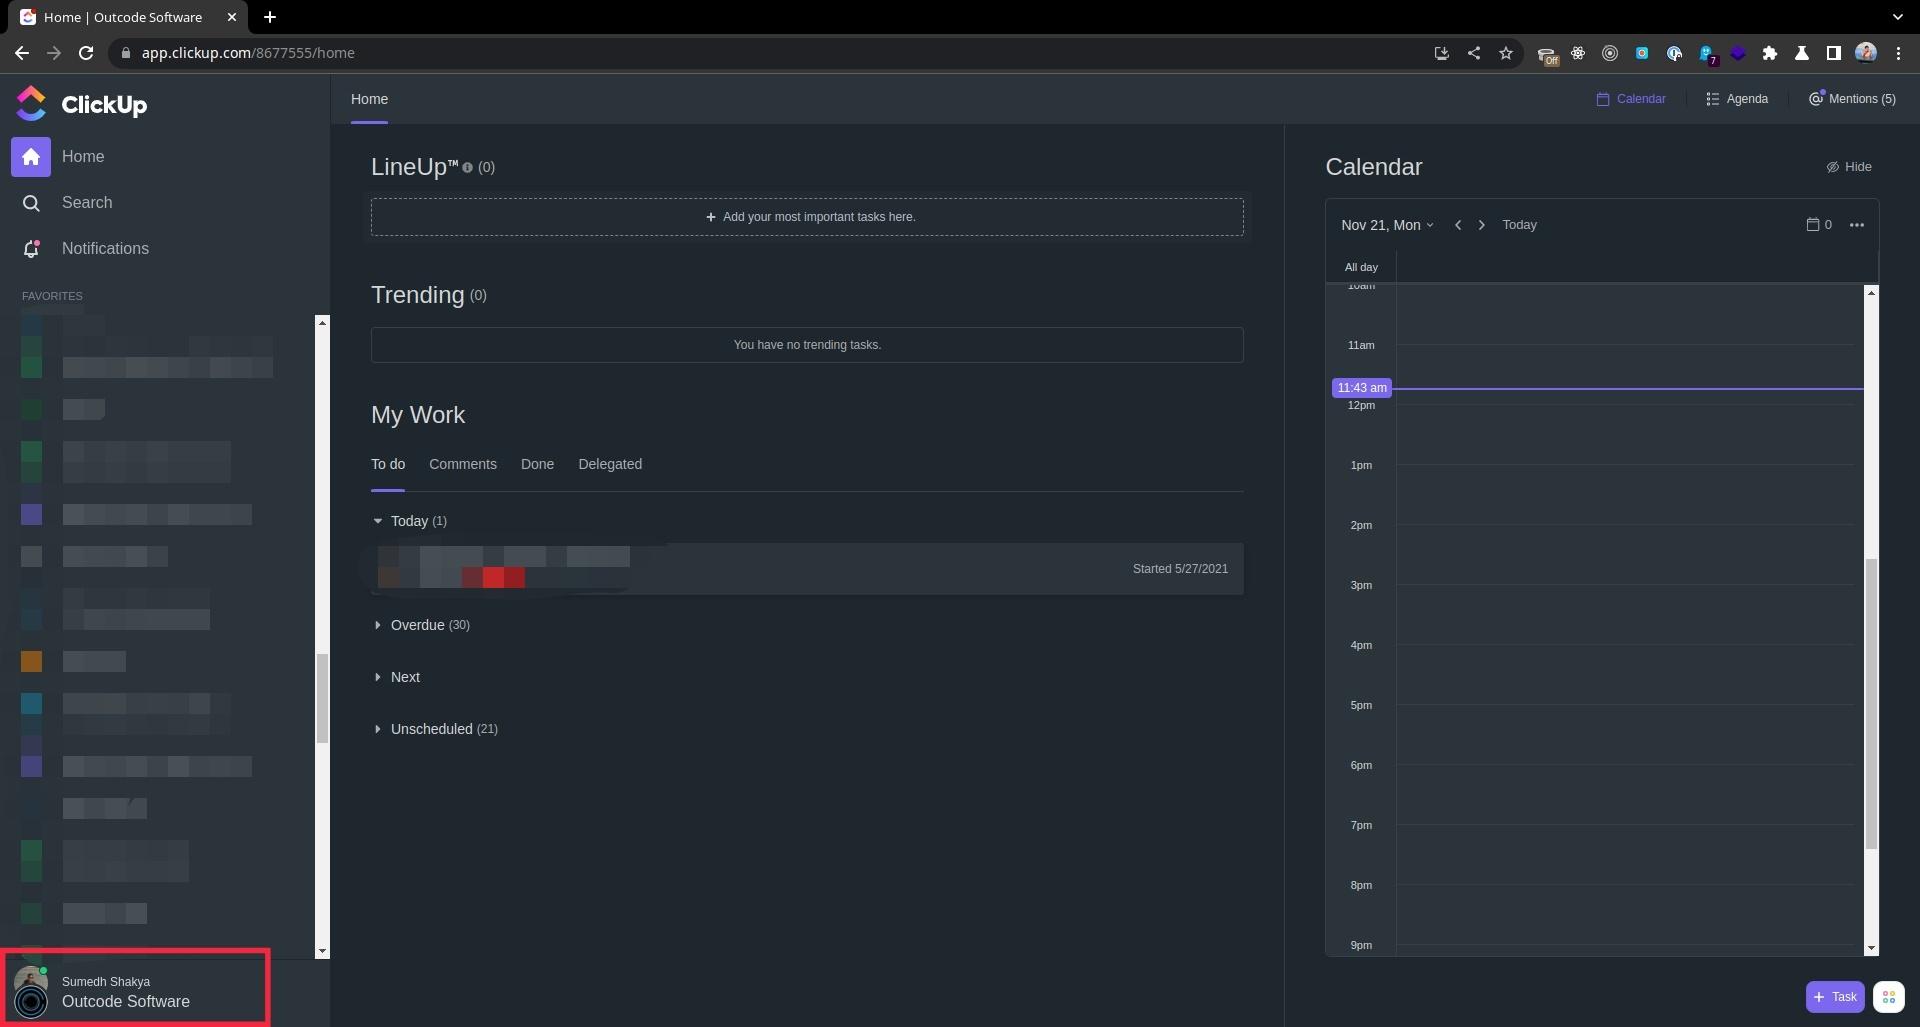 Home | Outcode Software
app.clickup.com/8677555/home
Off
7
ClickUp
Home
Search
Notifications
FAVORITES
Sumedh Shakya
Outcode Software
Home
Calendar
Agenda
Mentions (5)
LineUp™ (0)
+ Add your most important tasks here.
Trending (0)
You have no trending tasks.
My Work
To do Comments Done Delegated
Today (1)
Started 5/27/2021
Overdue (30)
Next
Unscheduled (21)
Calendar
Hide
Nov 21, Mon
Today
0
All day
10am
11am
11:43 am
12pm
1pm
2pm
3pm
4pm
5pm
6pm
7pm
8pm
9pm
+ Task